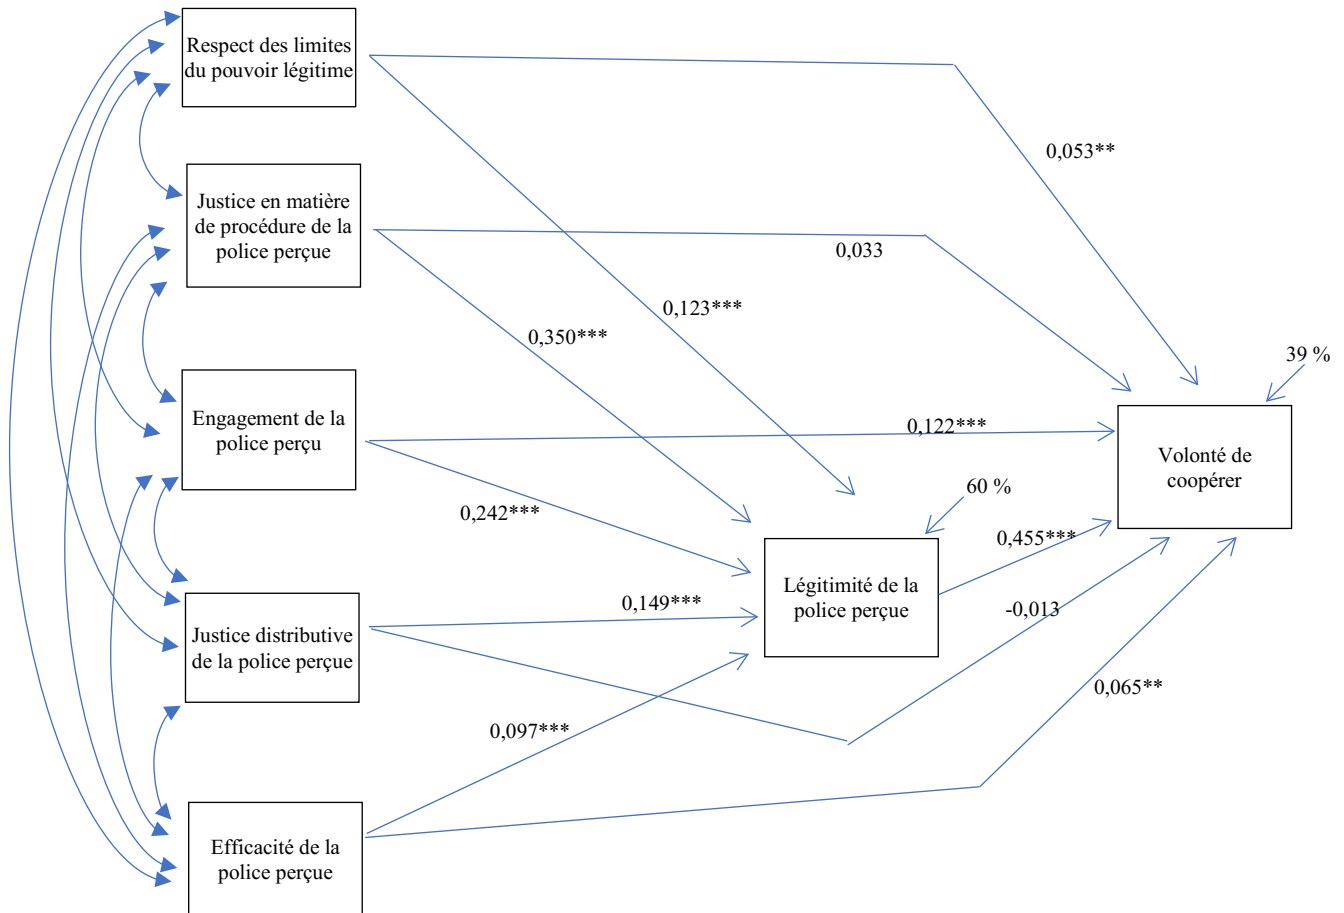 Respect des limites
du pouvoir légitime
0,053**
Justice en matière
de procédure de la
police perçue
0,033
0,123***
0,350***
39 %
Engagement de la
police perçu
0,122***
Volonté de
coopérer
60 %
0,242***
0,455***
Légitimité de la
police perçue
0,149***
-0,013
Justice distributive
de la police perçue
0,065**
0,097***
Efficacité de la
police perçue